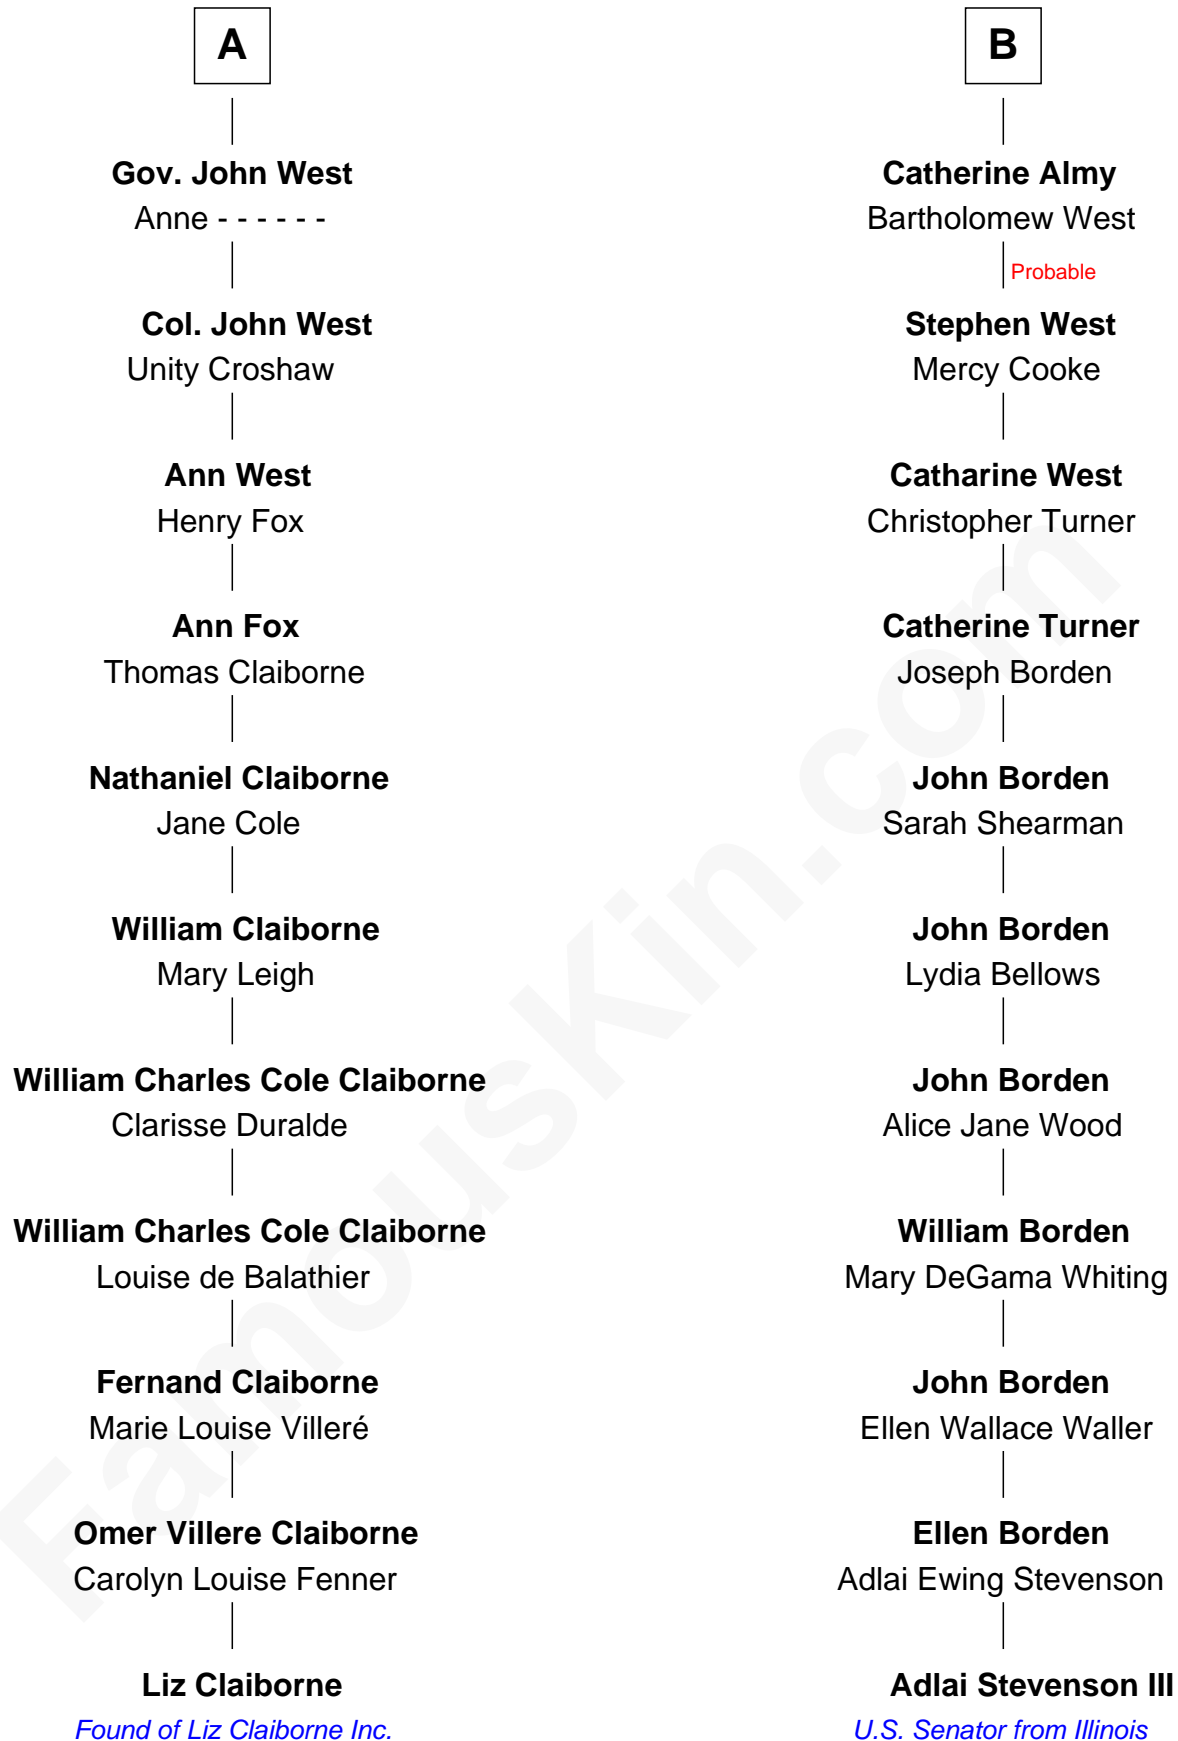 A
Gov. John West
Anne - - - - - -
Col. John West
Unity Croshaw
Ann West
Henry Fox
Ann Fox
Thomas Claiborne
Nathaniel Claiborne
Jane Cole
William Claiborne
Mary Leigh
William Charles Cole Claiborne
Clarisse Duralde
William Charles Cole Claiborne
Louise de Balathier
Fernand Claiborne
Marie Louise Villeré
Omer Villere Claiborne
Carolyn Louise Fenner
Liz Claiborne
Found of Liz Claiborne Inc.
B
Catherine Almy
Bartholomew West
Probable
Stephen West
Mercy Cooke
Catharine West
Christopher Turner
Catherine Turner
Joseph Borden
John Borden
Sarah Shearman
John Borden
Lydia Bellows
John Borden
Alice Jane Wood
William Borden
Mary DeGama Whiting
John Borden
Ellen Wallace Waller
Ellen Borden
Adlai Ewing Stevenson
Adlai Stevenson III
U.S. Senator from Illinois
FamousKin.com